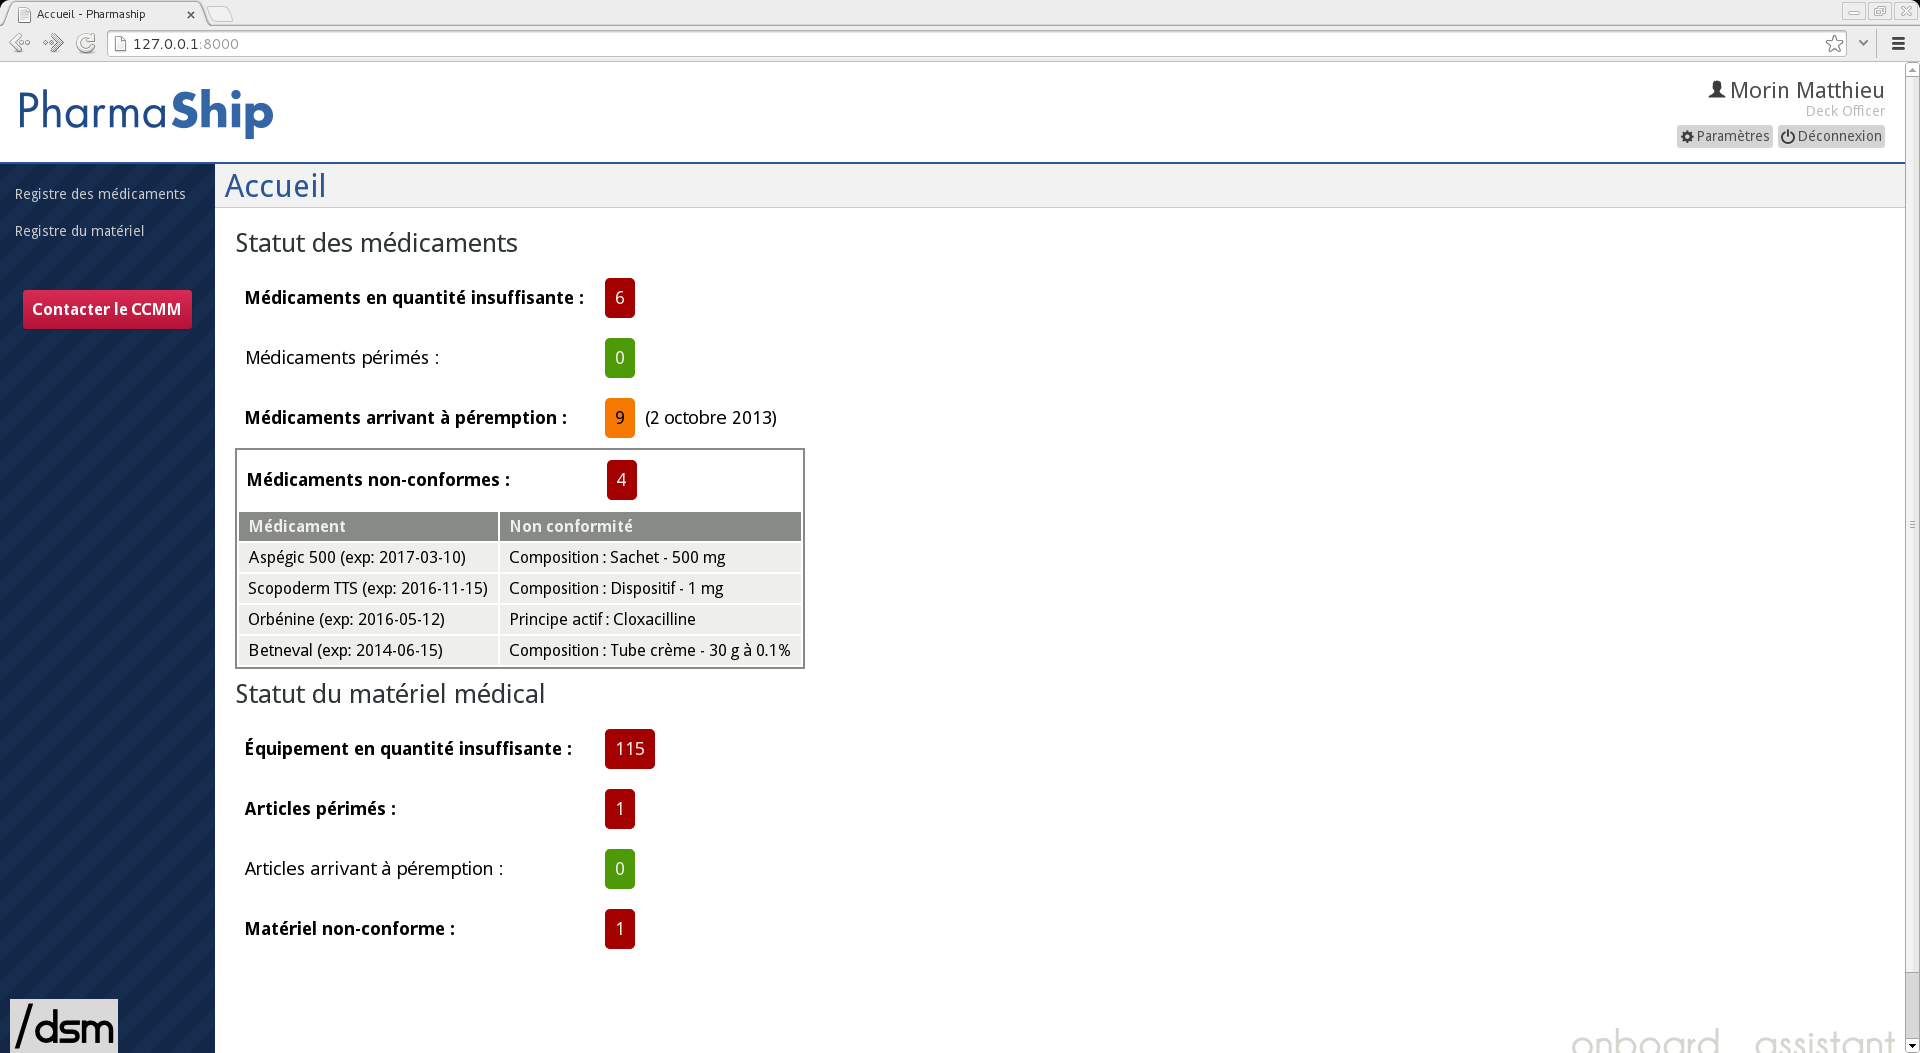 Accueil - Pharmaship
127.0.0.1:8000
PharmaShip
Morin Matthieu
Deck Officer
Paramètres Déconnexion
Registre des médicaments
Registre du matériel
Contacter le CCMM
Accueil
Statut des médicaments
Médicaments en quantité insuffisante : 6
Médicaments périmés : 0
Médicaments arrivant à péremption : 9 (2 octobre 2013)
Médicaments non-conformes : 4
Médicament Non conformité
Aspégic 500 (exp: 2017-03-10) Composition : Sachet - 500 mg
Scopoderm TTS (exp: 2016-11-15) Composition : Dispositif - 1 mg
Orbénine (exp: 2016-05-12) Principe actif : Cloxacilline
Betneval (exp: 2014-06-15) Composition : Tube crème - 30 g à 0.1%
Statut du matériel médical
Équipement en quantité insuffisante : 115
Articles périmés : 1
Articles arrivant à péremption : 0
Matériel non-conforme : 1
/dsm
onboard assistant